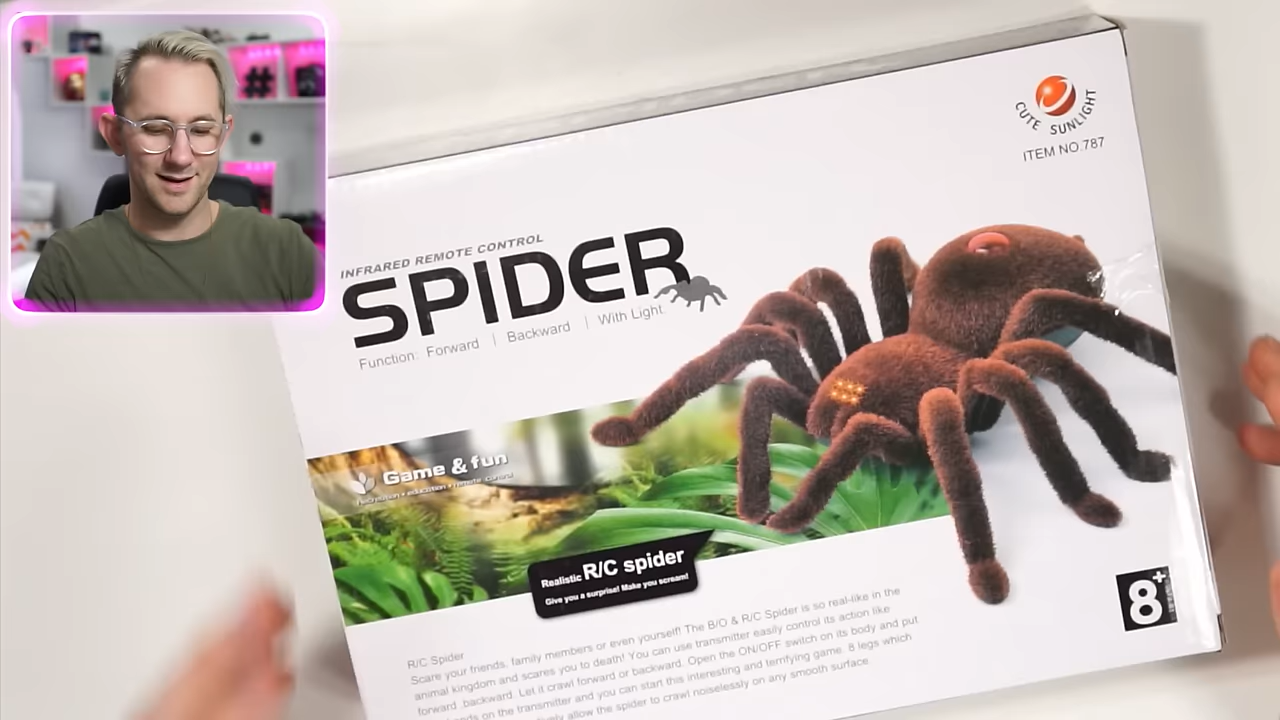 CUTE SUNLIGHT
ITEM NO.787
INFRARED REMOTE CONTROL
SPIDER
Function: Forward | Backward | With Light
Game & fun
recreation • education • remote control
Realistic R/C spider
Give you a surprise! Make you scream!
8+
R/C Spider
Scare your friends, family members or even yourself! The B/O & R/C Spider is so real-like in the
animal kingdom and scares you to death! You can use transmitter easily control its action like
forward backward. Let it crawl forward or backward. Open the ON/OFF switch on its body and put
on the transmitter and you can start this interesting and terrifying game. 8 legs which
allow the spider to crawl noiselessly on any smooth surface.
#